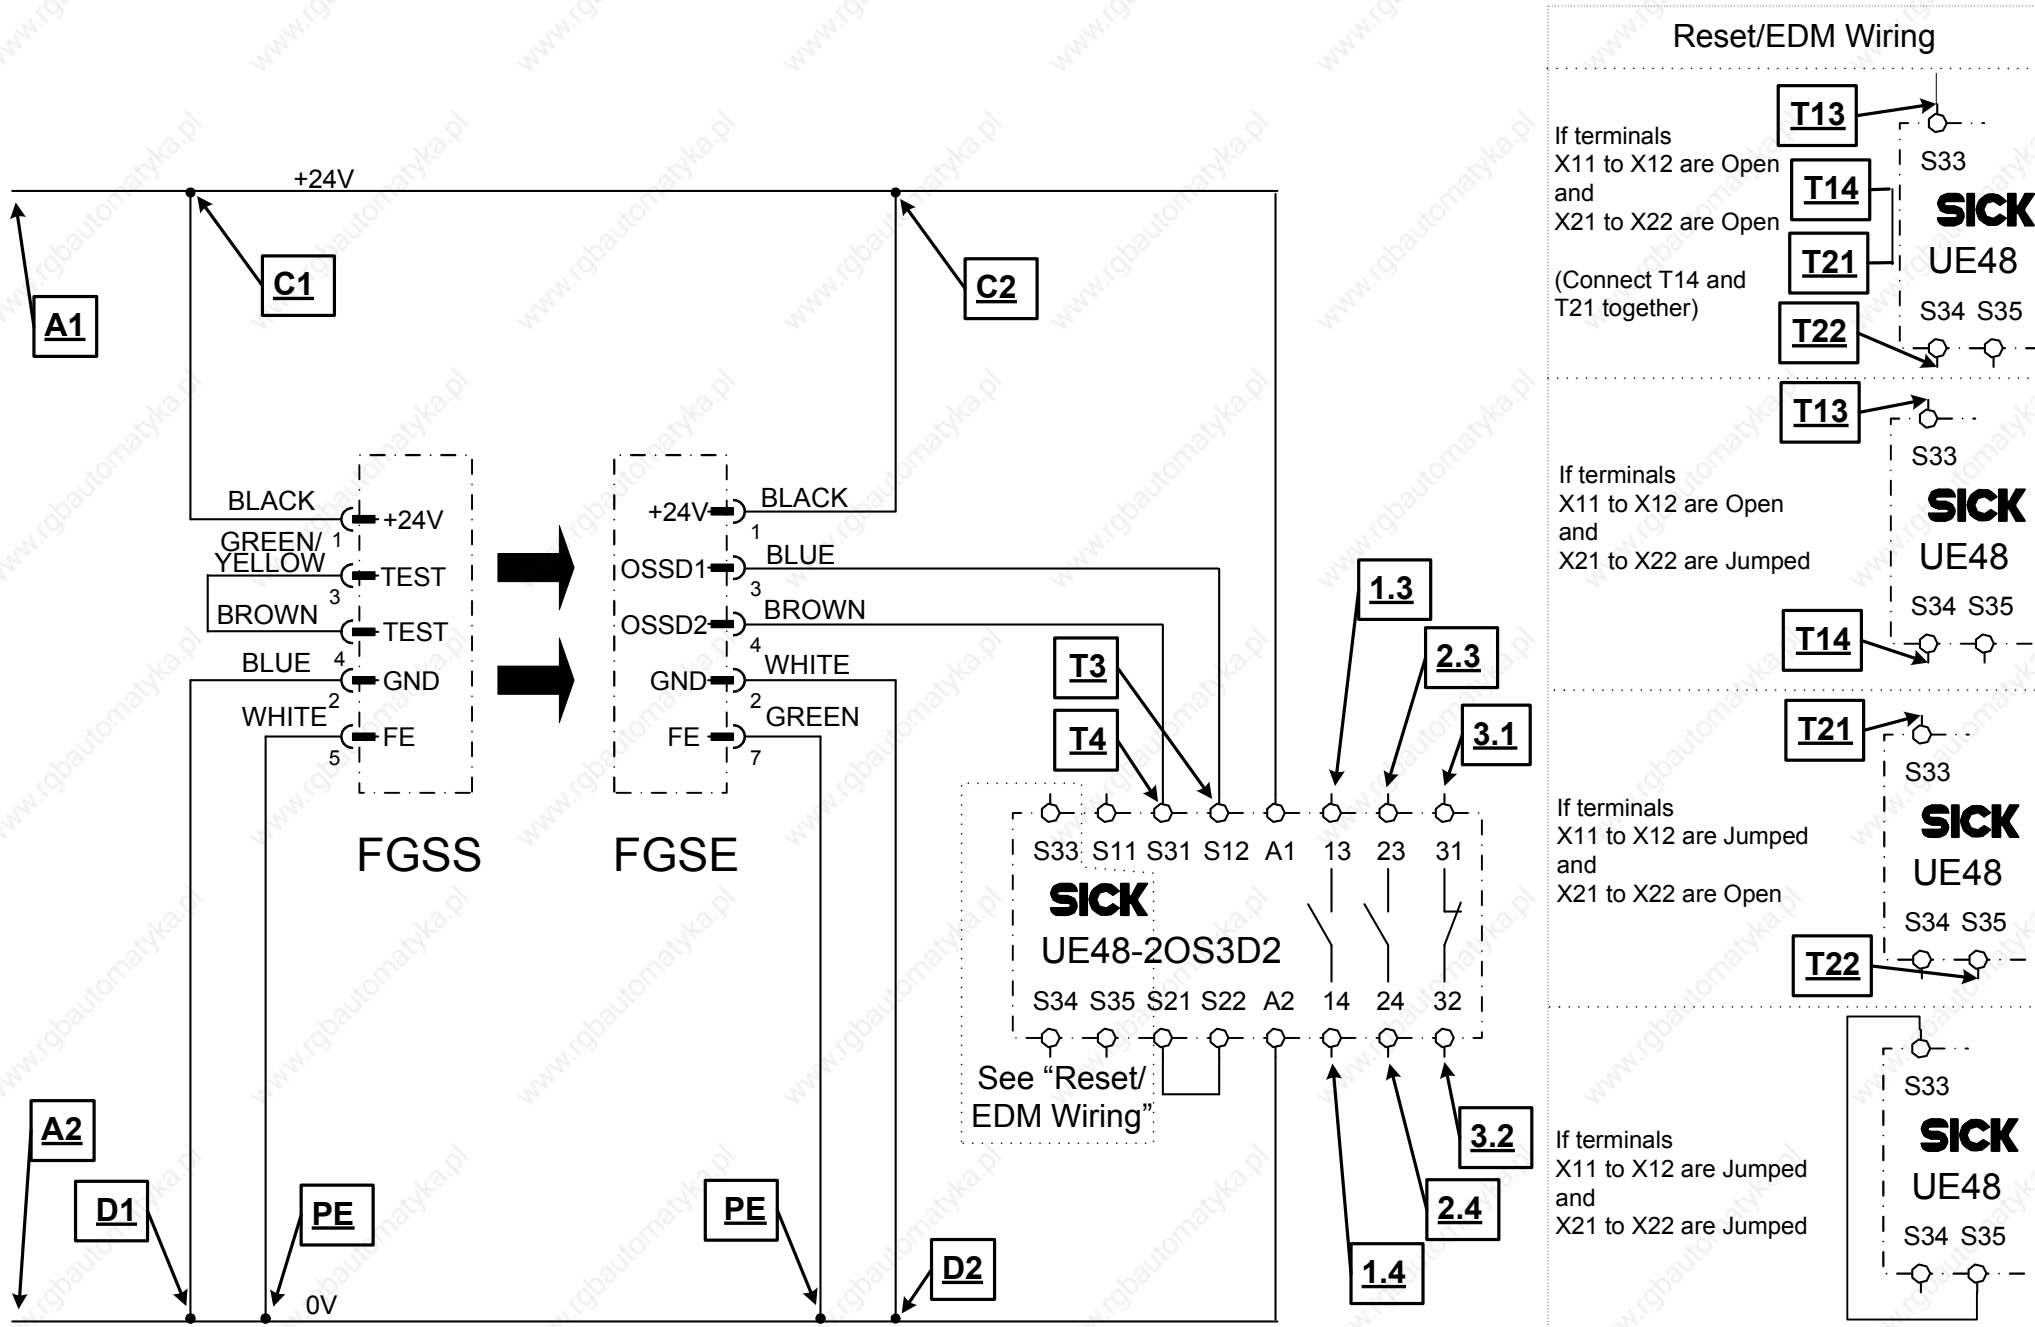 Reset/EDM Wiring
+24V
A1
C1
C2
BLACK
+24V
1
GREEN/
YELLOW
TEST
3
BROWN
TEST
4
BLUE
GND
2
WHITE
FE
5
FGSS
+24V
BLACK
1
OSSD1
BLUE
3
OSSD2
BROWN
4
GND
WHITE
2
FE
GREEN
7
FGSE
T3
T4
1.3
2.3
3.1
S33 S11 S31 S12 A1 13 23 31
SICK
UE48-2OS3D2
S34 S35 S21 S22 A2 14 24 32
See “Reset/
EDM Wiring”
1.4
2.4
3.2
A2
D1
PE
PE
D2
0V
If terminals
X11 to X12 are Open
and
X21 to X22 are Open
(Connect T14 and
T21 together)
T13
T14
T21
T22
S33
SICK
UE48
S34 S35
If terminals
X11 to X12 are Open
and
X21 to X22 are Jumped
T13
T14
S33
SICK
UE48
S34 S35
If terminals
X11 to X12 are Jumped
and
X21 to X22 are Open
T21
T22
S33
SICK
UE48
S34 S35
If terminals
X11 to X12 are Jumped
and
X21 to X22 are Jumped
S33
SICK
UE48
S34 S35
www.rgbautomatyka.pl